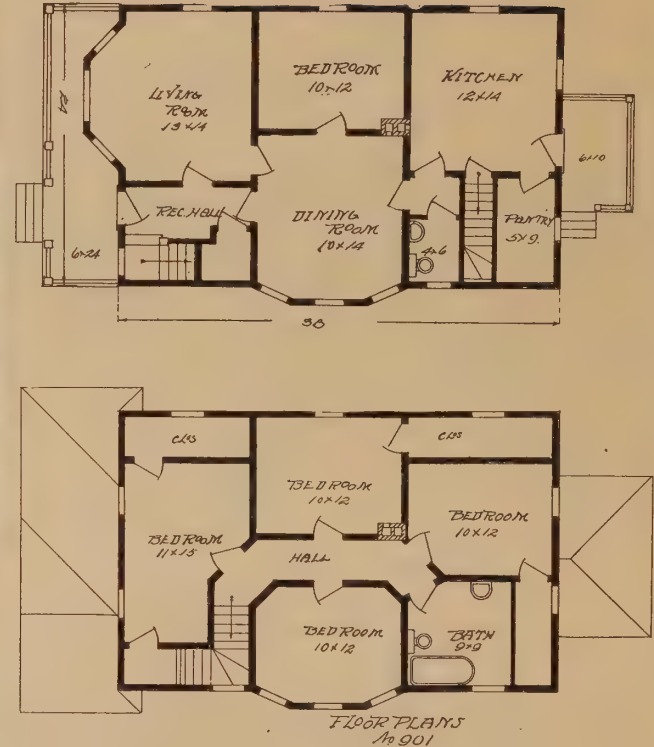 BEDROOM
10x12
KITCHEN
12x14
LIVING
ROOM
13x14
24
6x10
REC. HALL
DINING
ROOM
10x14
PANTRY
5x9.
4x6
6x24
38
CLOS
CLOS
BEDROOM
10x12
BEDROOM
10x12
BEDROOM
11x15
HALL
BEDROOM
10x12
BATH
9x9
FLOOR PLANS
No 901